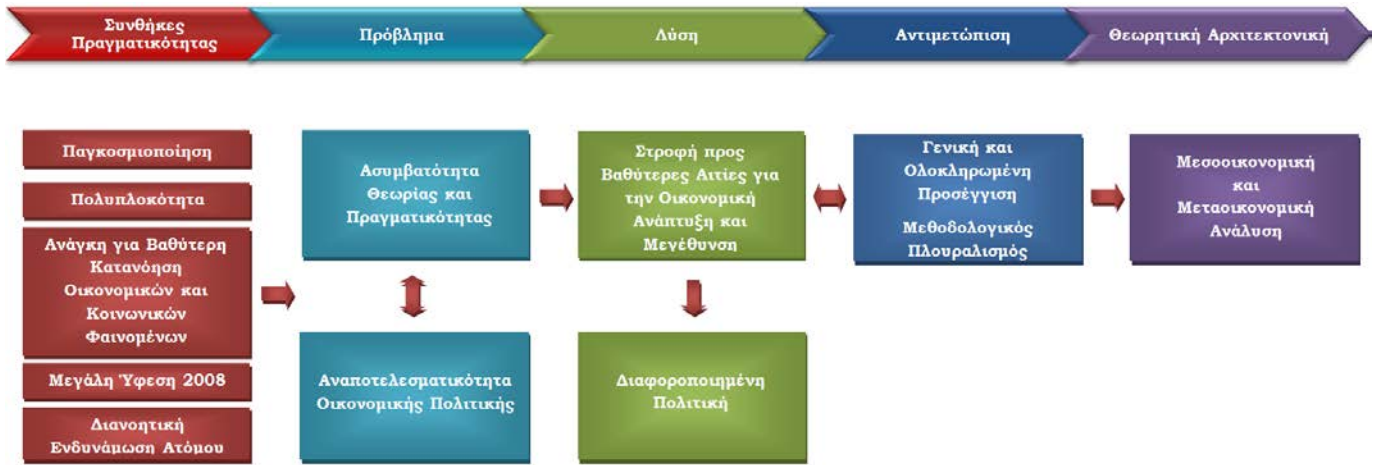 Συνθήκες
Πραγματικότητας
Πρόβλημα
Λύση
Αντιμετώπιση
Θεωρητική Αρχιτεκτονική
Παγκοσμιοποίηση
Πολυπλοκότητα
Ανάγκη για Βαθύτερη
Κατανόηση
Οικονομικών και
Κοινωνικών
Φαινομένων
Μεγάλη Ύφεση 2008
Διανοητική
Ενδυνάμωση Ατόμου
Ασυμβατότητα
Θεωρίας και
Πραγματικότητας
Αναποτελεσματικότητα
Οικονομικής Πολιτικής
Στροφή προς
Βαθύτερες Αιτίες για
την Οικονομική
Ανάπτυξη και
Μεγέθυνση
Διαφοροποιημένη
Πολιτική
Γενική και
Ολοκληρωμένη
Προσέγγιση
Μεθοδολογικός
Πλουραλισμός
Μεσοοικονομική
και
Μεταοικονομική
Ανάλυση